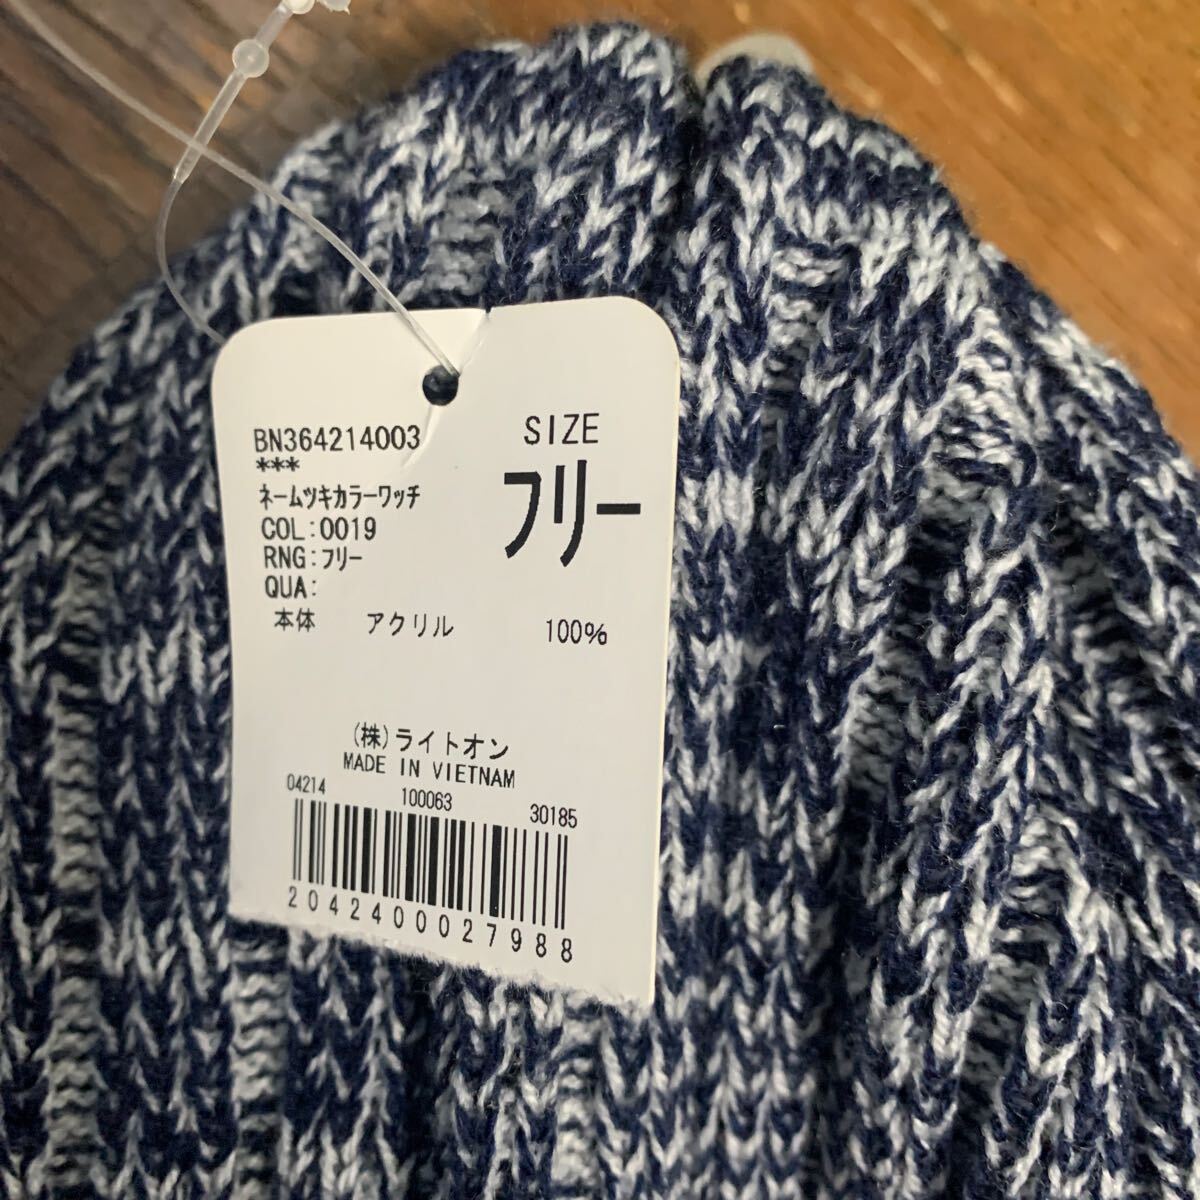 BN364214003
***
ネームツキカラーワッチ
COL:0019
RNG:フリー
QUA:
SIZE
フリー
本体 アクリル 100%
(株)ライトオン
MADE IN VIETNAM
04214 100063 30185
2042400027988